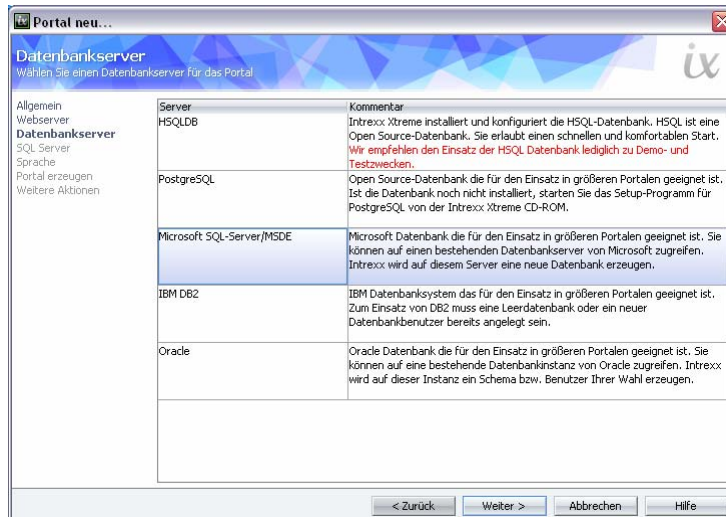 Portal neu...
Datenbankserver
Wählen Sie einen Datenbankserver für das Portal
ix
Allgemein
Webserver
Datenbankserver
SQL Server
Sprache
Portal erzeugen
Weitere Aktionen
Server
Kommentar
HSQLDB
Intrexx Xtreme installiert und konfiguriert die HSQL-Datenbank. HSQL ist eine
Open Source-Datenbank. Sie erlaubt einen schnellen und komfortablen Start.
Wir empfehlen den Einsatz der HSQL Datenbank lediglich zu Demo- und
Testzwecken.
PostgreSQL
Open Source-Datenbank die für den Einsatz in größeren Portalen geeignet ist.
Ist die Datenbank noch nicht installiert, starten Sie das Setup-Programm für
PostgreSQL von der Intrexx Xtreme CD-ROM.
Microsoft SQL-Server/MSDE
Microsoft Datenbank die für den Einsatz in größeren Portalen geeignet ist. Sie
können auf einen bestehenden Datenbankserver von Microsoft zugreifen.
Intrexx wird auf diesem Server eine neue Datenbank erzeugen.
IBM DB2
IBM Datenbanksystem das für den Einsatz in größeren Portalen geeignet ist.
Zum Einsatz von DB2 muss eine Leerdatenbank oder ein neuer
Datenbankbenutzer bereits angelegt sein.
Oracle
Oracle Datenbank die für den Einsatz in größeren Portalen geeignet ist. Sie
können auf eine bestehende Datenbankinstanz von Oracle zugreifen. Intrexx
wird auf dieser Instanz ein Schema bzw. Benutzer Ihrer Wahl erzeugen.
< Zurück
Weiter >
Abbrechen
Hilfe